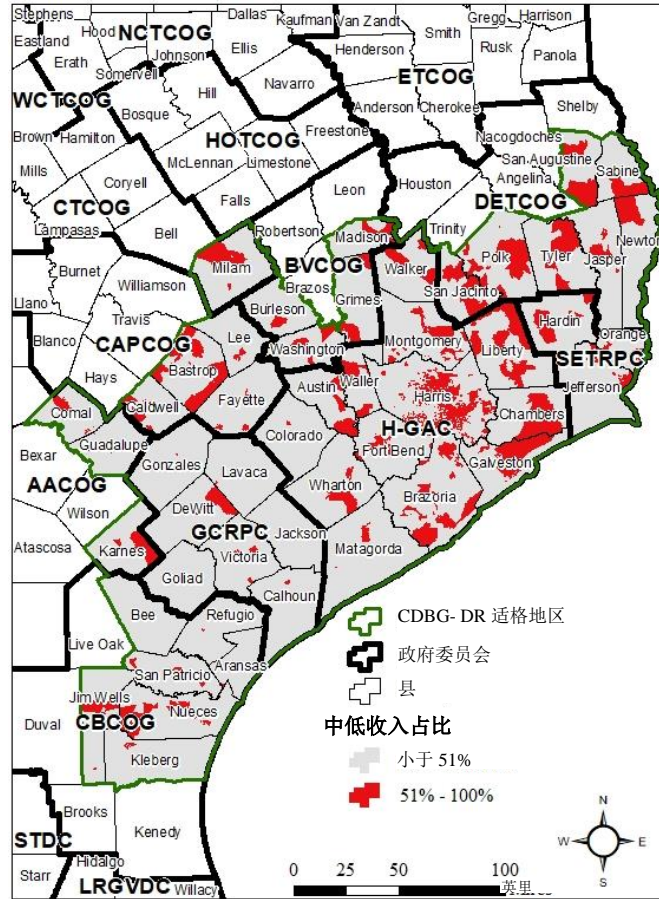 Stephens
Hood
NCTCOG
Dallas
Kaufman
Van Zandt
Gregg
Harrison
Eastland
Johnson
Ellis
Smith
Erath
Henderson
Rusk
Panola
Somervell
Navarro
ETCOG
Hill
WCTCOG
Bosque
Anderson
Cherokee
Shelby
Freestone
Brown
Hamilton
HOTCOG
Nacogdoches
McLennan
Limestone
San Augustine
Mills
Leon
Houston
Angelina
Sabine
Coryell
Falls
DETCOG
CTCOG
Robertson
Madison
Trinity
Lampasas
Bell
Newton
Burnet
Milam
BVCOG
Walker
Polk
Tyler
Jasper
Williamson
Brazos
Llano
Burleson
Grimes
San Jacinto
Travis
Lee
Hardin
Blanco
CAPCOG
Washington
Montgomery
Liberty
Orange
Bastrop
SETRPC
Hays
Austin
Waller
Jefferson
Caldwell
Fayette
Harris
Comal
Chambers
Colorado
H-GAC
Guadalupe
Fort Bend
Bexar
Gonzales
Lavaca
Galveston
AACOG
Wharton
Brazoria
Wilson
DeWitt
GCRPC
Jackson
Atascosa
Karnes
Victoria
Matagorda
Goliad
Calhoun
Bee
Refugio
Live Oak
Aransas
San Patricio
Jim Wells
Nueces
Duval
CBCOG
Kleberg
Brooks
STDC
Kenedy
Hidalgo
Starr
LRGVDC
Willacy
CDBG- DR 适格地区
政府委员会
县
中低收入占比
小于 51%
51% - 100%
N
W
E
S
0
25
50
100
英里